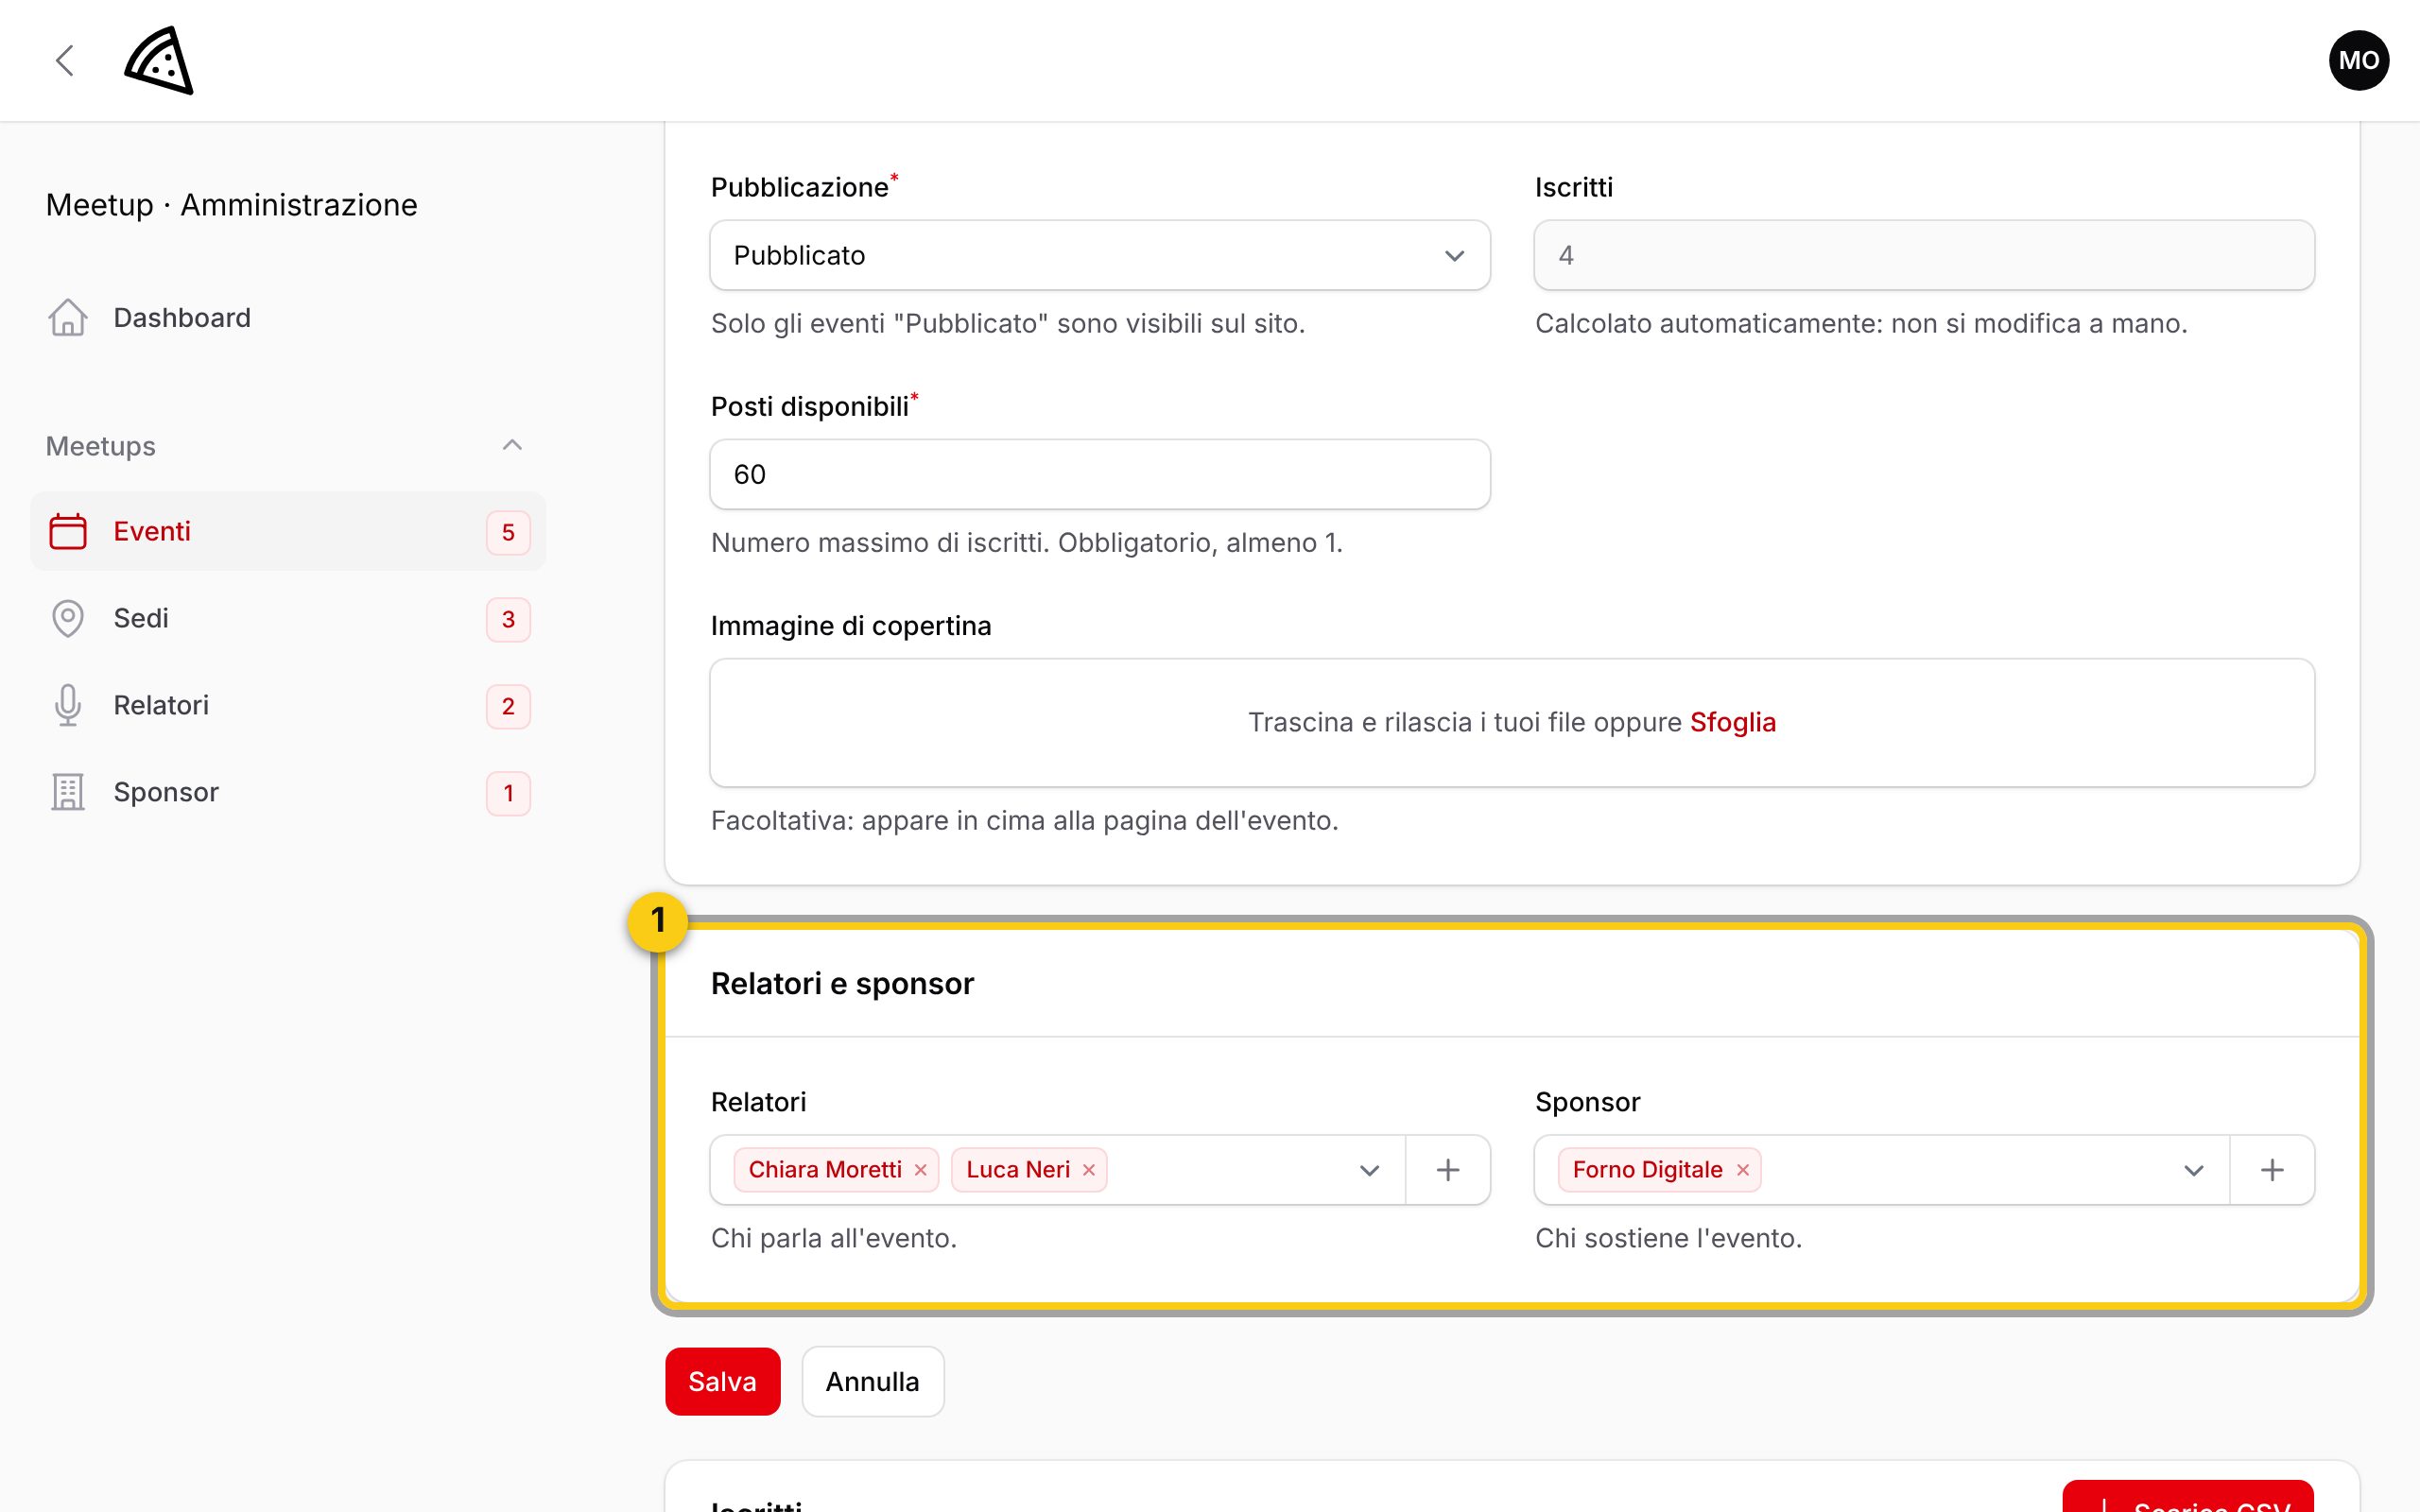 MO
Meetup · Amministrazione
Dashboard
Meetups
Eventi 5
Sedi 3
Relatori 2
Sponsor 1
Pubblicazione*
Pubblicato
Solo gli eventi "Pubblicato" sono visibili sul sito.
Iscritti
4
Calcolato automaticamente: non si modifica a mano.
Posti disponibili*
60
Numero massimo di iscritti. Obbligatorio, almeno 1.
Immagine di copertina
Trascina e rilascia i tuoi file oppure Sfoglia
Facoltativa: appare in cima alla pagina dell'evento.
1
Relatori e sponsor
Relatori
Chiara Moretti × Luca Neri ×
Chi parla all'evento.
Sponsor
Forno Digitale ×
Chi sostiene l'evento.
Salva Annulla
Iscritti
Scarica CSV